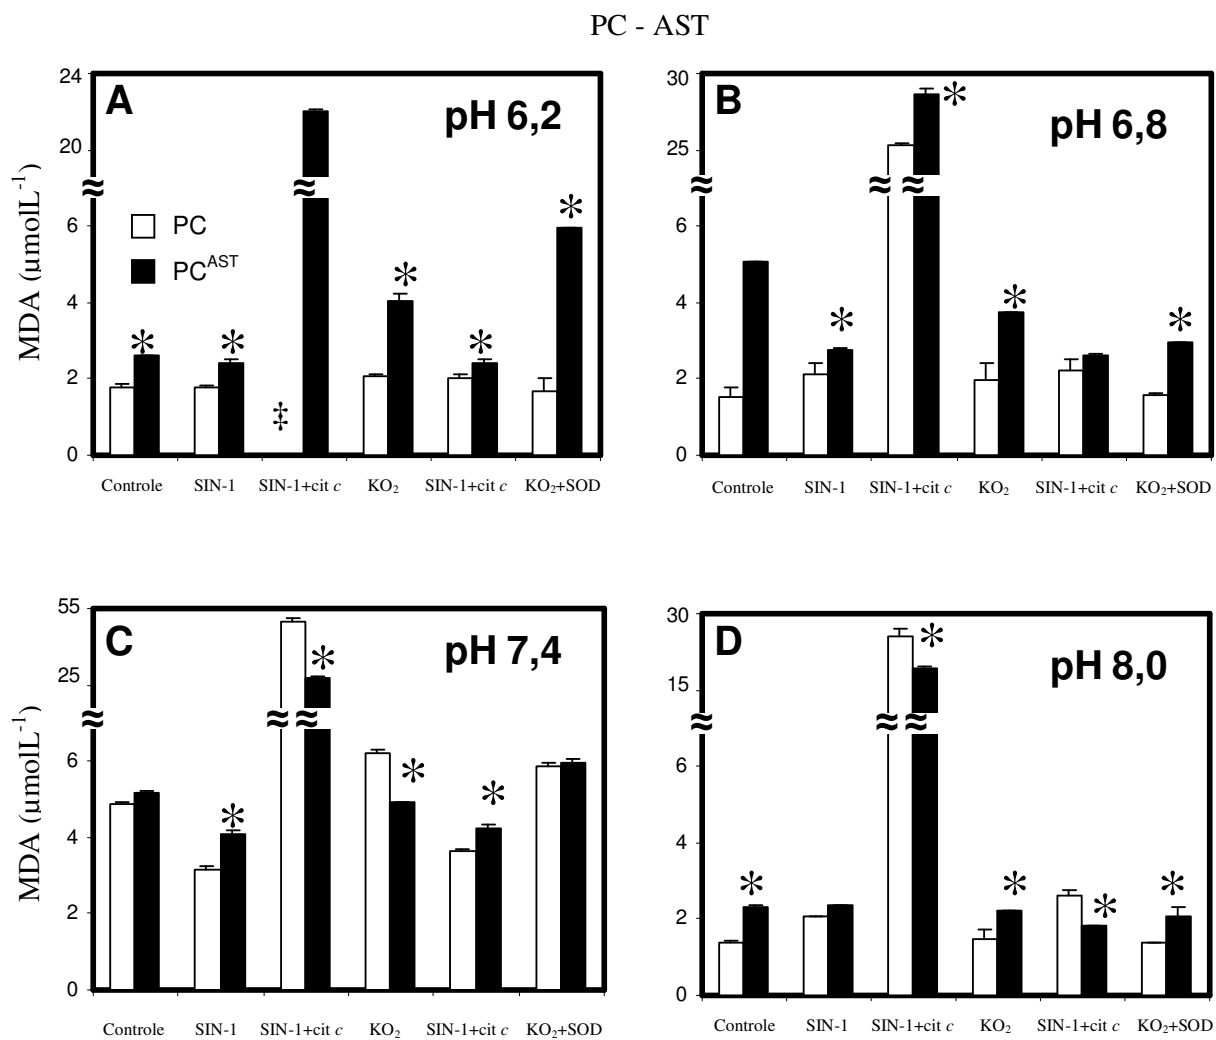 PC - AST
A
pH 6,2
MDA (µmolL⁻¹)
24
20
6
4
2
0
PC
PC^AST
*
*
‡
*
*
*
Controle SIN-1 SIN-1+cit c KO₂ SIN-1+cit c KO₂+SOD
B
pH 6,8
30
25
6
4
2
0
*
*
*
*
Controle SIN-1 SIN-1+cit c KO₂ SIN-1+cit c KO₂+SOD
C
pH 7,4
MDA (µmolL⁻¹)
55
25
6
4
2
0
*
*
*
*
Controle SIN-1 SIN-1+cit c KO₂ SIN-1+cit c KO₂+SOD
D
pH 8,0
30
15
6
4
2
0
*
*
*
*
*
Controle SIN-1 SIN-1+cit c KO₂ SIN-1+cit c KO₂+SOD